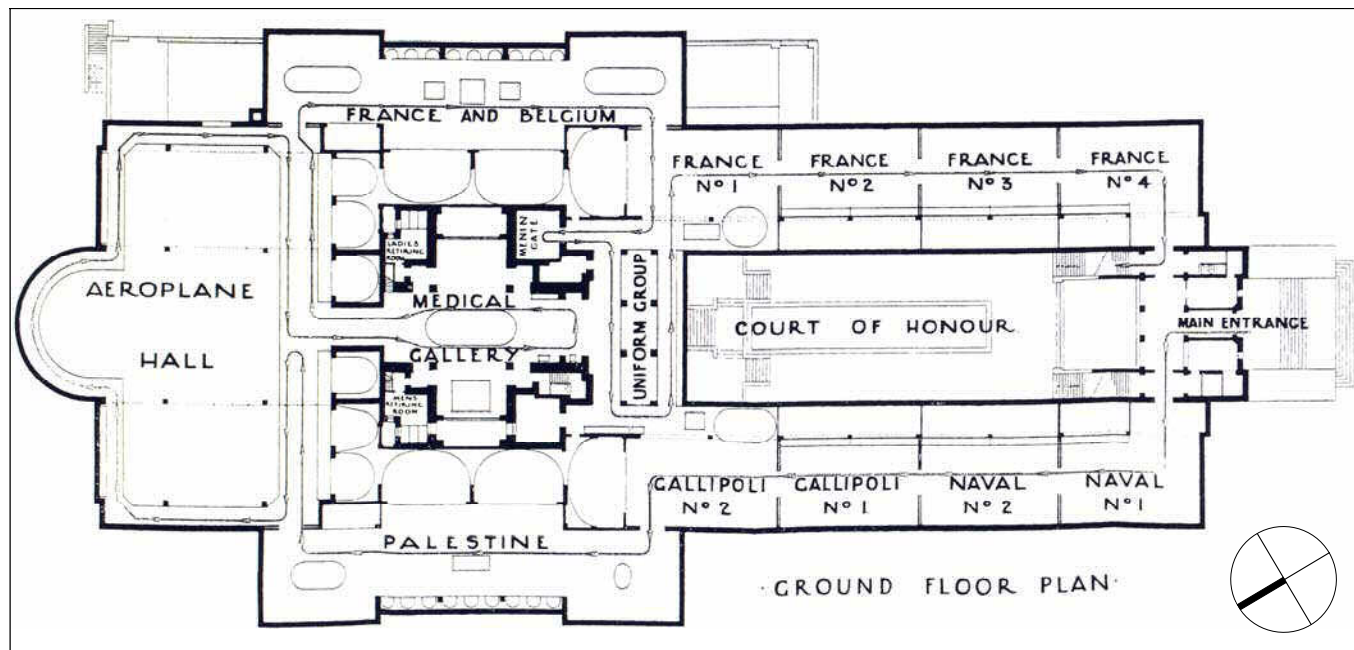 FRANCE AND BELGIUM
FRANCE
Nº 1
FRANCE
Nº 2
FRANCE
Nº 3
FRANCE
Nº 4
LADIES
RETIRING
ROOM
MENIN
GATE
AEROPLANE
HALL
MEDICAL
GALLERY
UNIFORM GROUP
COURT OF HONOUR
MAIN ENTRANCE
MENS
RETIRING
ROOM
GALLIPOLI
Nº 2
GALLIPOLI
Nº 1
NAVAL
Nº 2
NAVAL
Nº 1
PALESTINE
· GROUND FLOOR PLAN ·